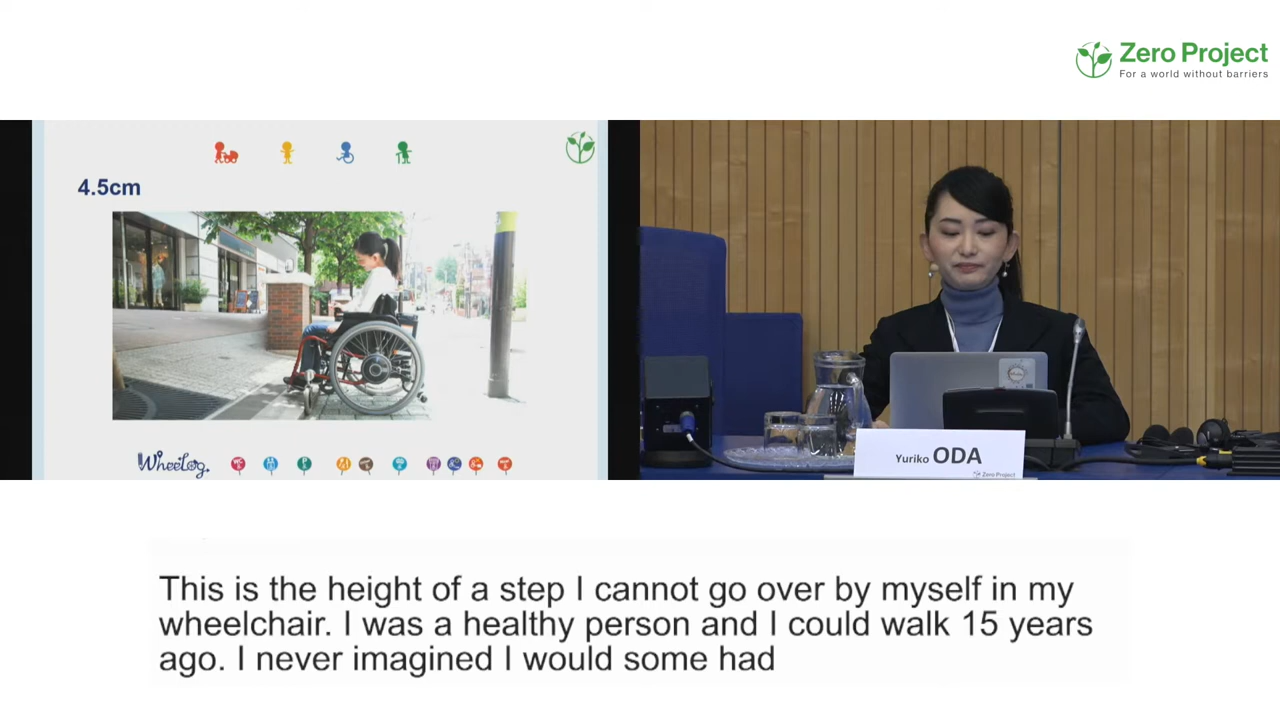 Zero Project
For a world without barriers
4.5cm
WheeLog.
Yuriko ODA
Zero Project
This is the height of a step I cannot go over by myself in my
wheelchair. I was a healthy person and I could walk 15 years
ago. I never imagined I would some had